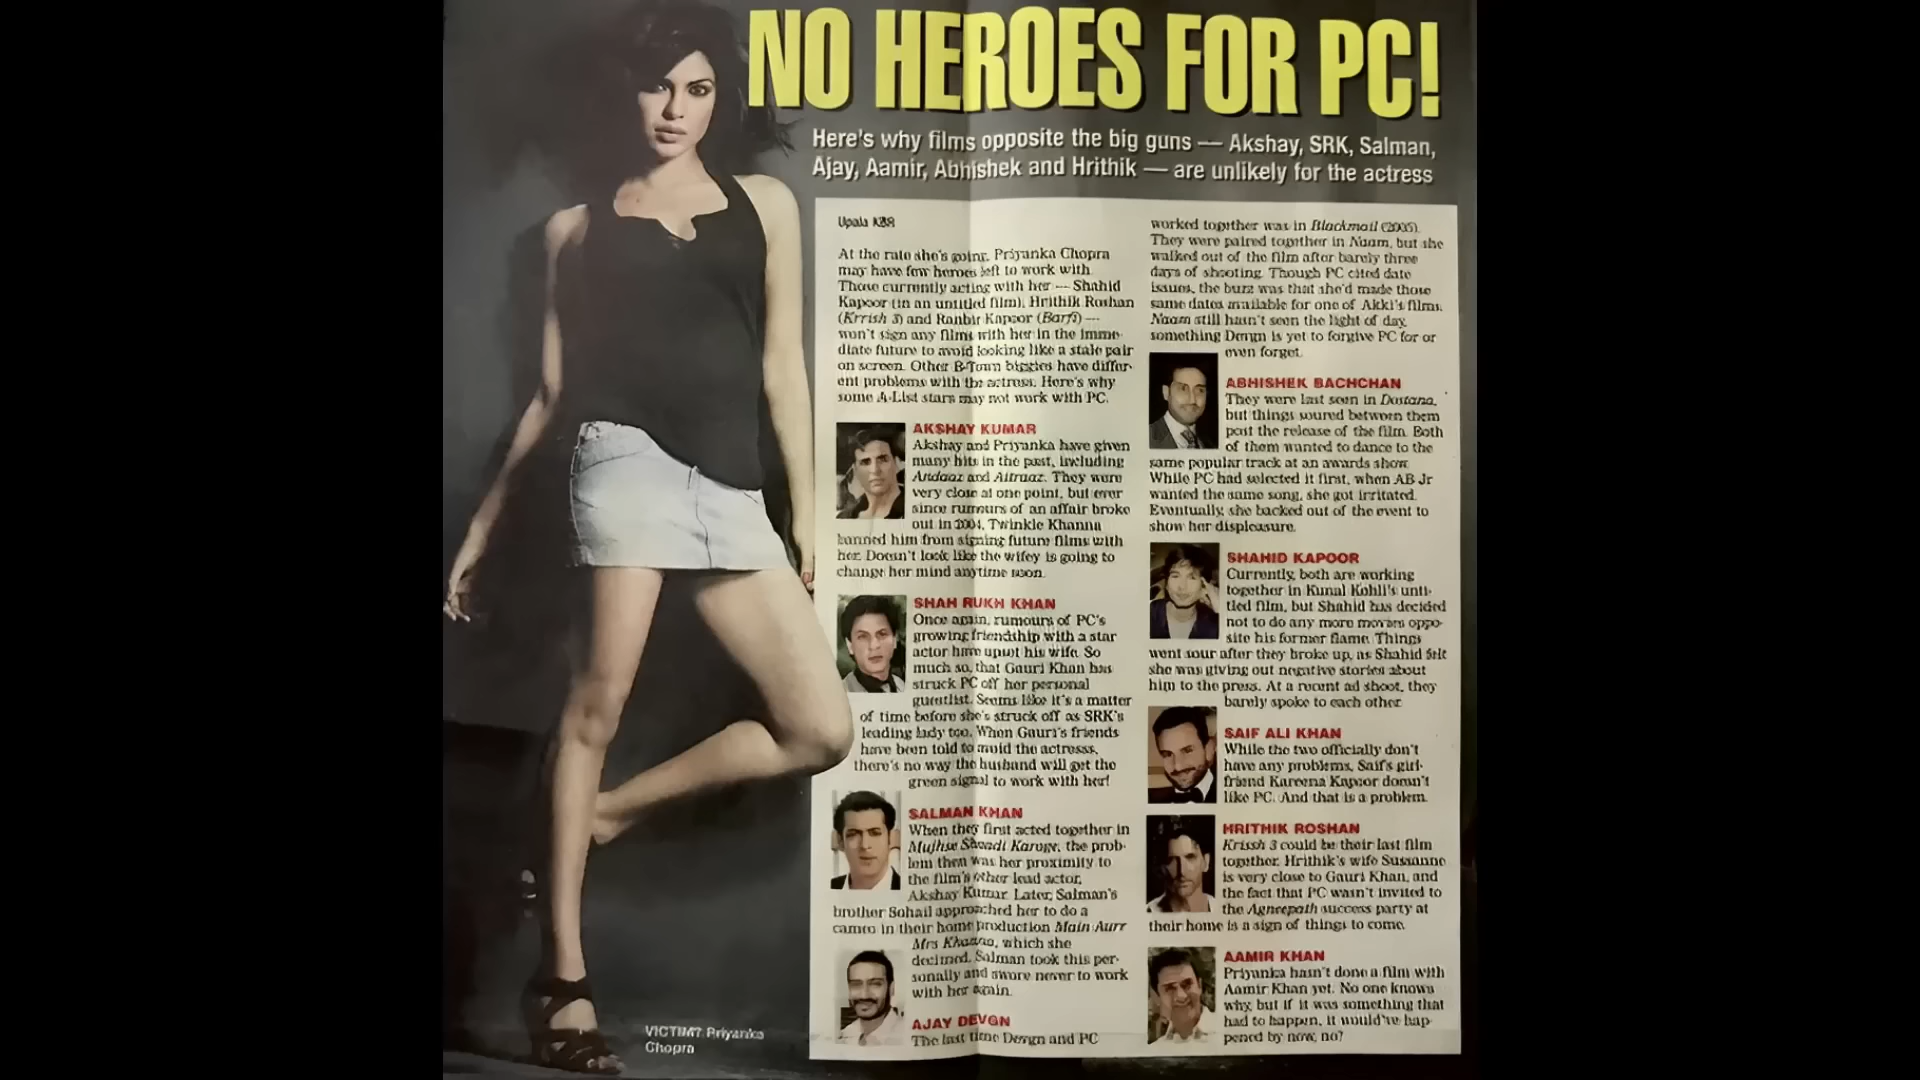 NO HEROES FOR PC!
Here's why films opposite the big guns — Akshay, SRK, Salman,
Ajay, Aamir, Abhishek and Hrithik — are unlikely for the actress
Upala KBR
At the rate she's going, Priyanka Chopra
may have few heroes left to work with.
Those currently acting with her — Shahid
Kapoor (in an untitled film), Hrithik Roshan
(Krrish 3) and Ranbir Kapoor (Barfi) —
won't sign any films with her in the imme-
diate future to avoid looking like a stale pair
on screen. Other B-Town biggies have differ-
ent problems with the actress. Here's why
some A-List stars may not work with PC.
AKSHAY KUMAR
Akshay and Priyanka have given
many hits in the past, including
Andaaz and Aitraaz. They were
very close at one point, but ever
since rumours of an affair broke
out in 2004, Twinkle Khanna
banned him from signing future films with
her. Doesn't look like the wifey is going to
change her mind anytime soon.
SHAH RUKH KHAN
Once again, rumours of PC's
growing friendship with a star
actor have upset his wife. So
much so, that Gauri Khan has
struck PC off her personal
guestlist. Seems like it's a matter
of time before she's struck off as SRK's
leading lady too. When Gauri's friends
have been told to avoid the actresss,
there's no way the husband will get the
green signal to work with her!
SALMAN KHAN
When they first acted together in
Mujhse Shaadi Karoge, the prob-
lem then was her proximity to
the film's other lead actor,
Akshay Kumar. Later, Salman's
brother Sohail approached her to do a
cameo in their home production Main Aurr
Mrs Khanna, which she
declined. Salman took this per-
sonally and swore never to work
with her again.
AJAY DEVGN
The last time Devgn and PC
worked together was in Blackmail (2005).
They were paired together in Naam, but she
walked out of the film after barely three
days of shooting. Though PC cited date
issues, the buzz was that she'd made those
same dates available for one of Akki's films.
Naam still hasn't seen the light of day,
something Devgn is yet to forgive PC for or
even forget.
ABHISHEK BACHCHAN
They were last seen in Dostana,
but things soured between them
post the release of the film. Both
of them wanted to dance to the
same popular track at an awards show.
While PC had selected it first, when AB Jr
wanted the same song, she got irritated.
Eventually, she backed out of the event to
show her displeasure.
SHAHID KAPOOR
Currently, both are working
together in Kunal Kohli's unti-
tled film, but Shahid has decided
not to do any more movies oppo-
site his former flame. Things
went sour after they broke up, as Shahid felt
she was giving out negative stories about
him to the press. At a recent ad shoot, they
barely spoke to each other.
SAIF ALI KHAN
While the two officially don't
have any problems, Saif's girl-
friend Kareena Kapoor doesn't
like PC. And that is a problem.
HRITHIK ROSHAN
Krissh 3 could be their last film
together. Hrithik's wife Sussanne
is very close to Gauri Khan, and
the fact that PC wasn't invited to
the Agneepath success party at
their home is a sign of things to come.
AAMIR KHAN
Priyanka hasn't done a film with
Aamir Khan yet. No one knows
why, but if it was something that
had to happen, it would've hap-
pened by now, no?
VICTIM? Priyanka
Chopra